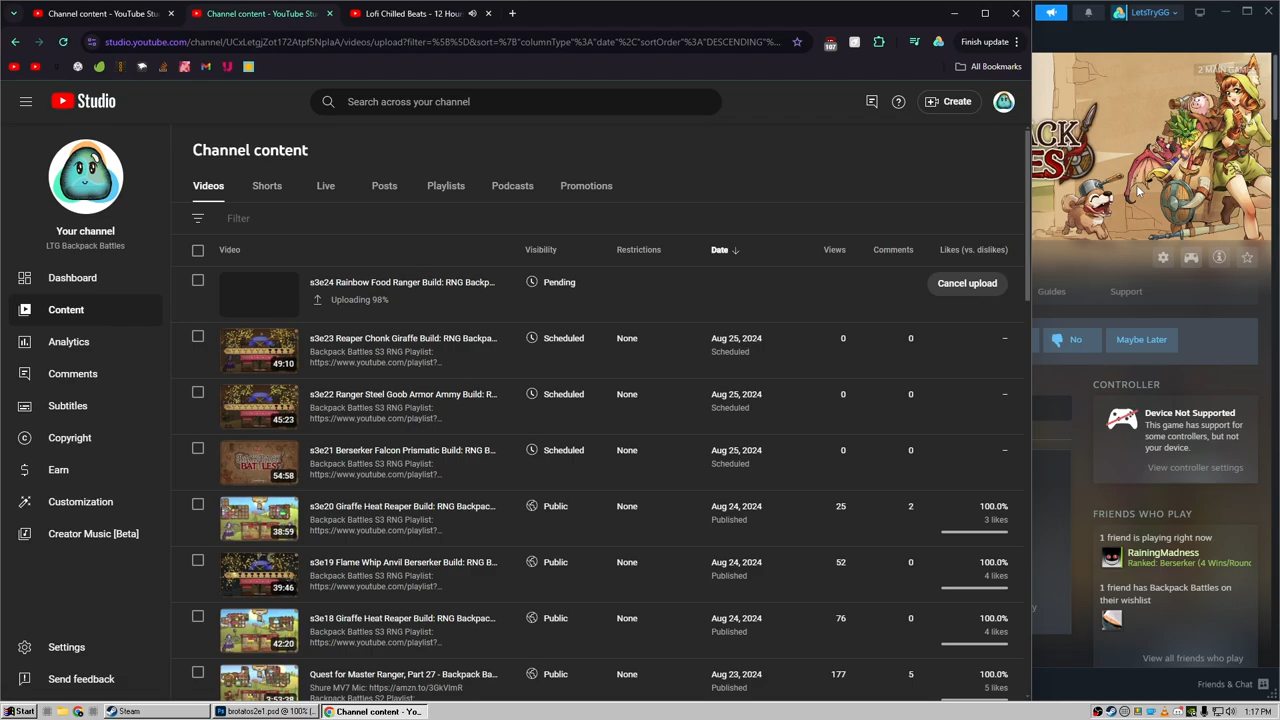 Channel content - YouTube Stu
Channel content - YouTube Stu
Lofi Chilled Beats - 12 Hour
studio.youtube.com/channel/UCxLetgjZot172Atpf5NpIaA/videos/upload?filter=%5B%5D&sort=%7B"columnType"%3A"date"%2C"sortOrder"%3A"DESCENDING"%...
107
Finish update
All Bookmarks
Studio
Search across your channel
Create
Your channel
LTG Backpack Battles
Dashboard
Content
Analytics
Comments
Subtitles
Copyright
Earn
Customization
Creator Music [Beta]
Settings
Send feedback
Channel content
Videos Shorts Live Posts Playlists Podcasts Promotions
Filter
Video Visibility Restrictions Date Views Comments Likes (vs. dislikes)
s3e24 Rainbow Food Ranger Build: RNG Backp... Pending Cancel upload
Uploading 98%
s3e23 Reaper Chonk Giraffe Build: RNG Backpa... Scheduled None Aug 25, 2024 0 0 –
Backpack Battles S3 RNG Playlist: Scheduled
https://www.youtube.com/playlist?...
49:10
s3e22 Ranger Steel Goob Armor Ammy Build: R... Scheduled None Aug 25, 2024 0 0 –
Backpack Battles S3 RNG Playlist: Scheduled
https://www.youtube.com/playlist?...
45:23
s3e21 Berserker Falcon Prismatic Build: RNG B... Scheduled None Aug 25, 2024 0 0 –
Backpack Battles S3 RNG Playlist: Scheduled
https://www.youtube.com/playlist?...
54:58
s3e20 Giraffe Heat Reaper Build: RNG Backpac... Public None Aug 24, 2024 25 2 100.0%
Backpack Battles S3 RNG Playlist: Published 3 likes
https://www.youtube.com/playlist?...
38:59
s3e19 Flame Whip Anvil Berserker Build: RNG B... Public None Aug 24, 2024 52 0 100.0%
Backpack Battles S3 RNG Playlist: Published 4 likes
https://www.youtube.com/playlist?...
39:46
s3e18 Giraffe Heat Reaper Build: RNG Backpac... Public None Aug 24, 2024 76 0 100.0%
Backpack Battles S3 RNG Playlist: Published 4 likes
https://www.youtube.com/playlist?...
42:20
Quest for Master Ranger, Part 27 - Backpack Ba... Public None Aug 23, 2024 177 5 100.0%
Shure MV7 Mic: https://amzn.to/3GkVlmR Published 5 likes
2:53:38
LetsTryGG
2 MAIN GAMES
Guides Support
No Maybe Later
CONTROLLER
Device Not Supported
This game has support for
some controllers, but not
your device.
View controller settings
FRIENDS WHO PLAY
1 friend is playing right now
RainingMadness
Ranked: Berserker (4 Wins/Round
1 friend has Backpack Battles on
their wishlist
View all friends who play
Friends & Chat
Start Steam brotatos2e1.psd @ 100% (... Channel content - Yo... 1:17 PM